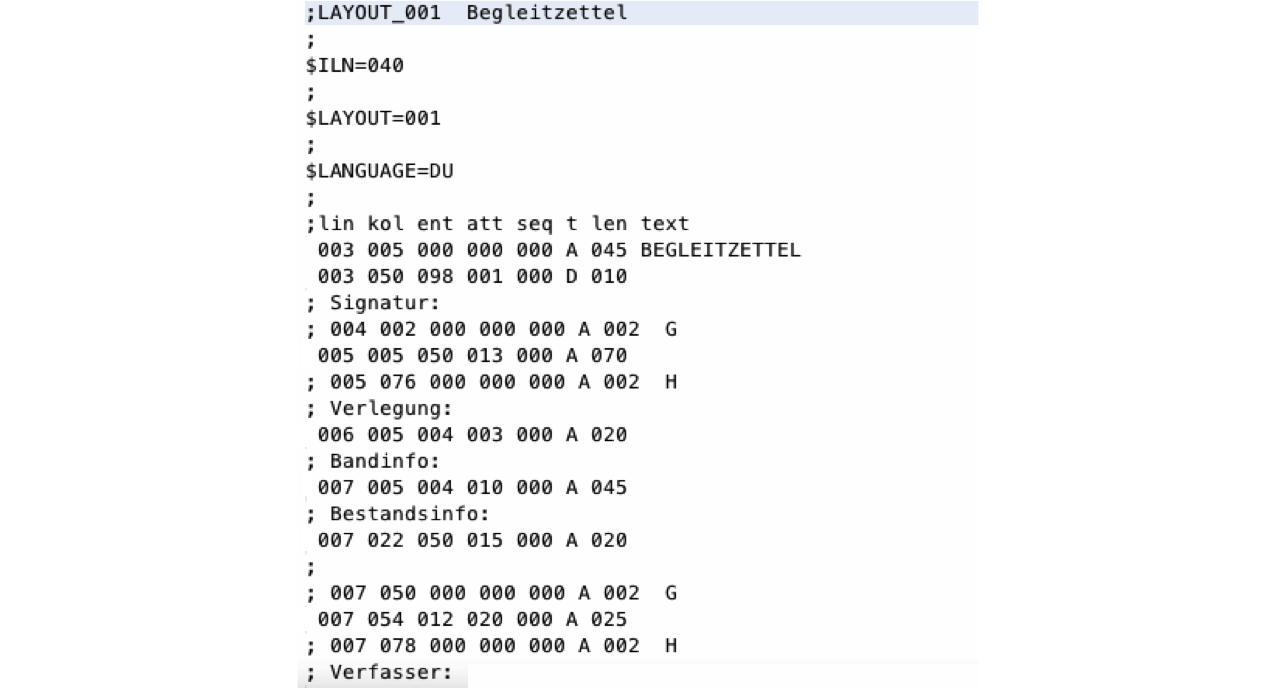 ;LAYOUT_001  Begleitzettel
;
$ILN=040
;
$LAYOUT=001
;
$LANGUAGE=DU
;
;lin kol ent att seq t len text
 003 005 000 000 000 A 045 BEGLEITZETTEL
 003 050 098 001 000 D 010
; Signatur:
; 004 002 000 000 000 A 002  G
 005 005 050 013 000 A 070
; 005 076 000 000 000 A 002  H
; Verlegung:
 006 005 004 003 000 A 020
; Bandinfo:
 007 005 004 010 000 A 045
; Bestandsinfo:
 007 022 050 015 000 A 020
;
; 007 050 000 000 000 A 002  G
 007 054 012 020 000 A 025
; 007 078 000 000 000 A 002  H
; Verfasser: